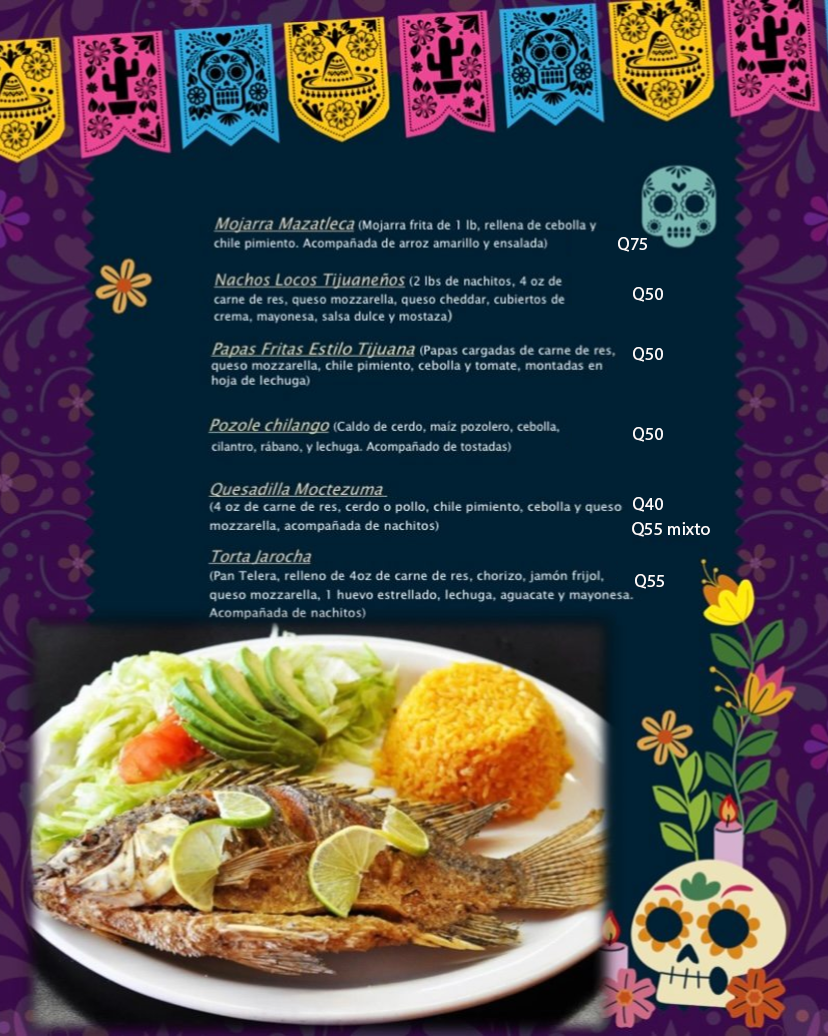 Mojarra Mazatleca (Mojarra frita de 1 lb, rellena de cebolla y
chile pimiento. Acompañada de arroz amarillo y ensalada) Q75
Nachos Locos Tijuaneños (2 lbs de nachitos, 4 oz de
carne de res, queso mozzarella, queso cheddar, cubiertos de Q50
crema, mayonesa, salsa dulce y mostaza)
Papas Fritas Estilo Tijuana (Papas cargadas de carne de res, Q50
queso mozzarella, chile pimiento, cebolla y tomate, montadas en
hoja de lechuga)
Pozole chilango (Caldo de cerdo, maíz pozolero, cebolla, Q50
cilantro, rábano, y lechuga. Acompañado de tostadas)
Quesadilla Moctezuma
(4 oz de carne de res, cerdo o pollo, chile pimiento, cebolla y queso Q40
mozzarella, acompañada de nachitos) Q55 mixto
Torta Jarocha
(Pan Telera, relleno de 4oz de carne de res, chorizo, jamón frijol, Q55
queso mozzarella, 1 huevo estrellado, lechuga, aguacate y mayonesa.
Acompañada de nachitos)